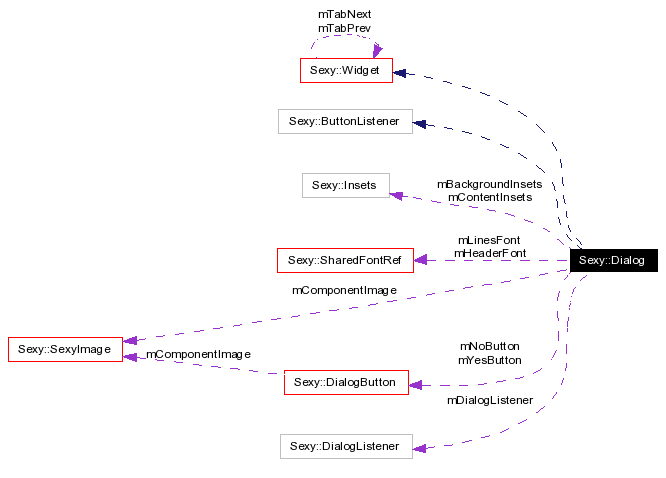 mTabNext
mTabPrev
Sexy::Widget
Sexy::ButtonListener
Sexy::Insets
mBackgroundInsets
mContentInsets
mLinesFont
mHeaderFont
Sexy::SharedFontRef
Sexy::Dialog
mComponentImage
Sexy::SexyImage
mComponentImage
mNoButton
mYesButton
Sexy::DialogButton
mDialogListener
Sexy::DialogListener